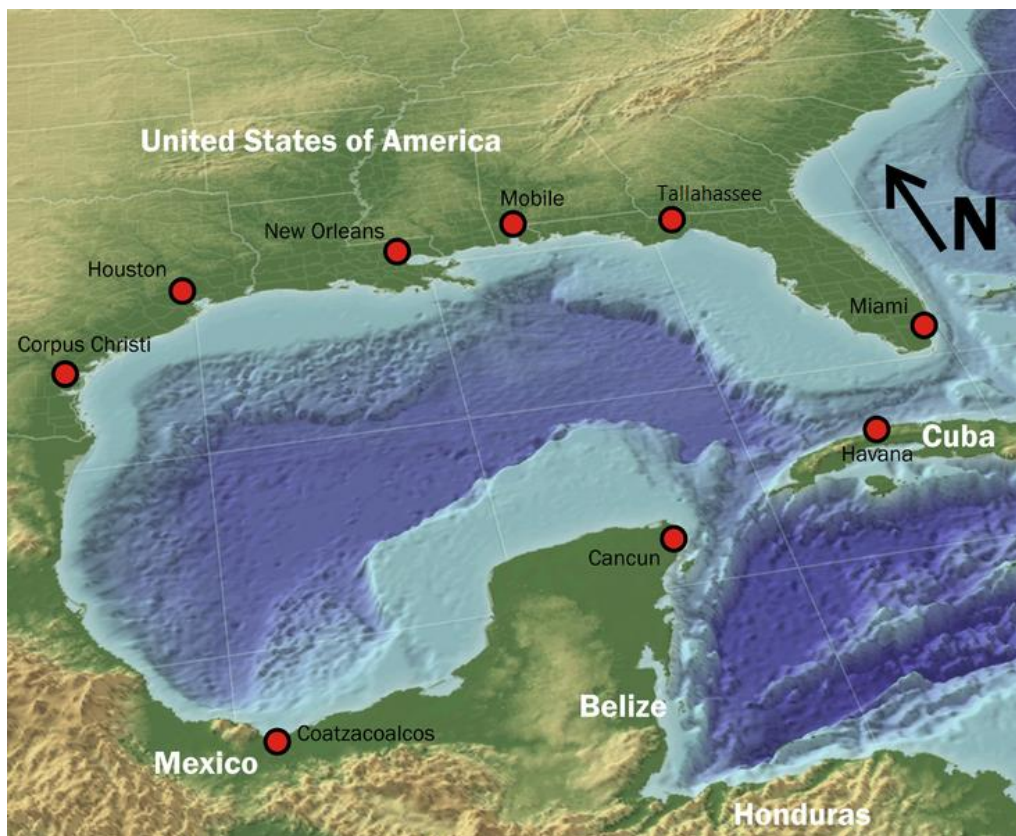 United States of America
Mobile
Tallahassee
N
New Orleans
Houston
Miami
Corpus Christi
Cuba
Havana
Cancun
Belize
Coatzacoalcos
Mexico
Honduras